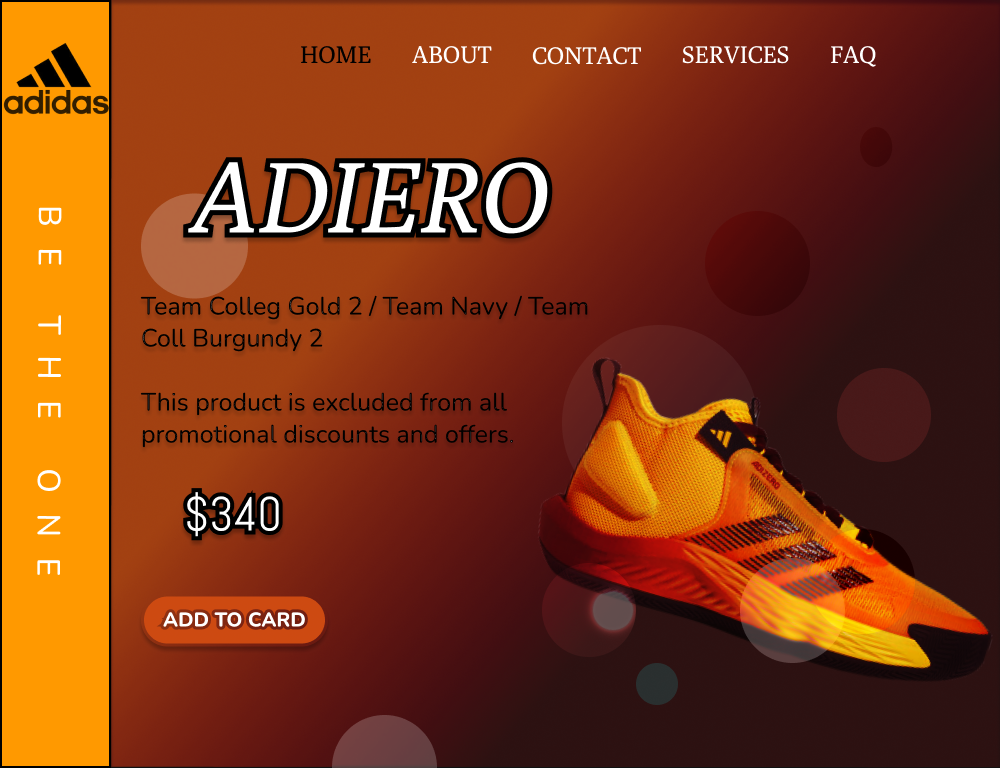 adidas
BE THE ONE
HOME ABOUT CONTACT SERVICES FAQ
ADIERO
Team Colleg Gold 2 / Team Navy / Team
Coll Burgundy 2
This product is excluded from all
promotional discounts and offers.
$340
ADD TO CARD
ADIZERO